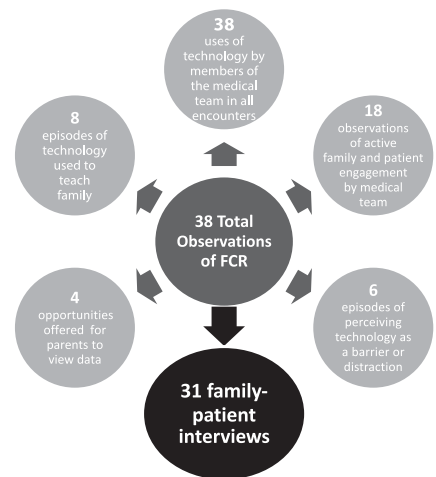 38
uses of
technology by
members of
the medical
team in all
encounters
8
episodes of
technology
used to
teach
family
18
observations
of active
family and patient
engagement
by medical
team
38 Total
Observations
of FCR
4
opportunities
offered for
parents to
view data
6
episodes of
perceiving
technology as
a barrier or
distraction
31 family-
patient
interviews